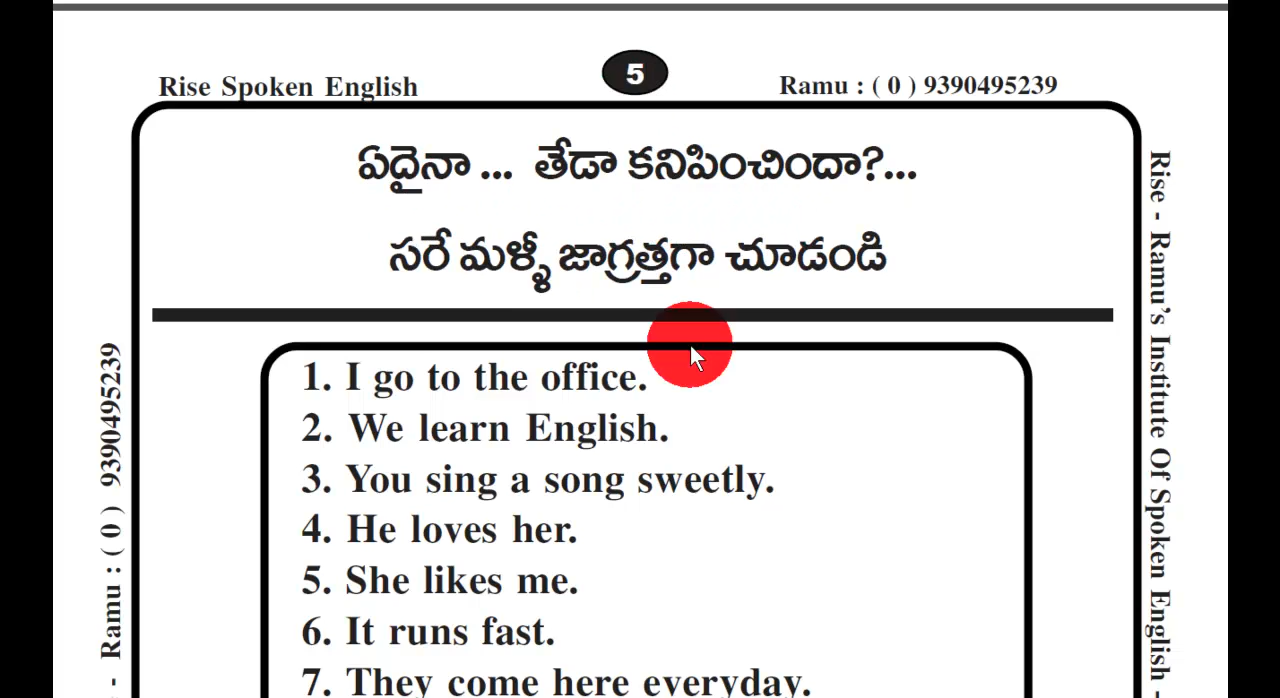 Rise Spoken English
5
Ramu : ( 0 ) 9390495239
ఏదైనా ... తేడా కనిపించిందా?...
సరే మళ్ళీ జాగ్రత్తగా చూడండి
1. I go to the office.
2. We learn English.
3. You sing a song sweetly.
4. He loves her.
5. She likes me.
6. It runs fast.
7. They come here everyday.
- Ramu : ( 0 ) 9390495239
Rise - Ramu's Institute Of Spoken English -